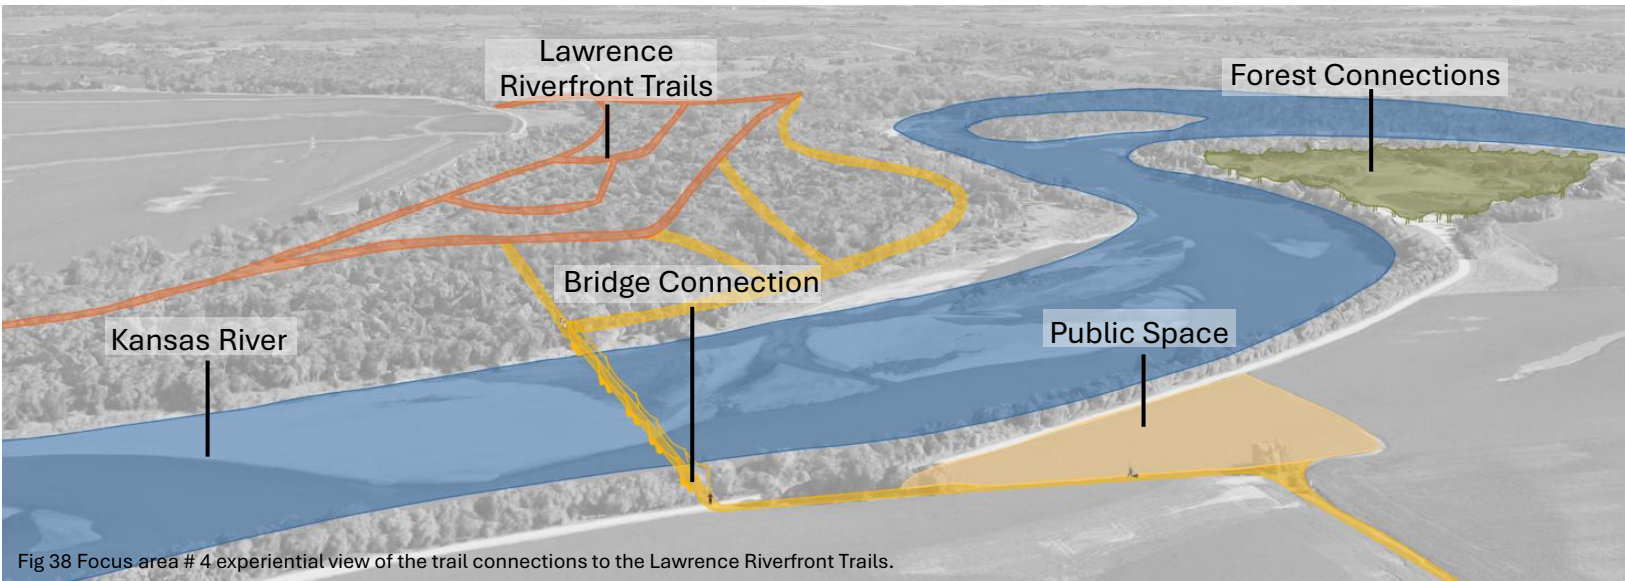 Lawrence
Riverfront Trails
Forest Connections
Bridge Connection
Kansas River
Public Space
Fig 38 Focus area # 4 experiential view of the trail connections to the Lawrence Riverfront Trails.